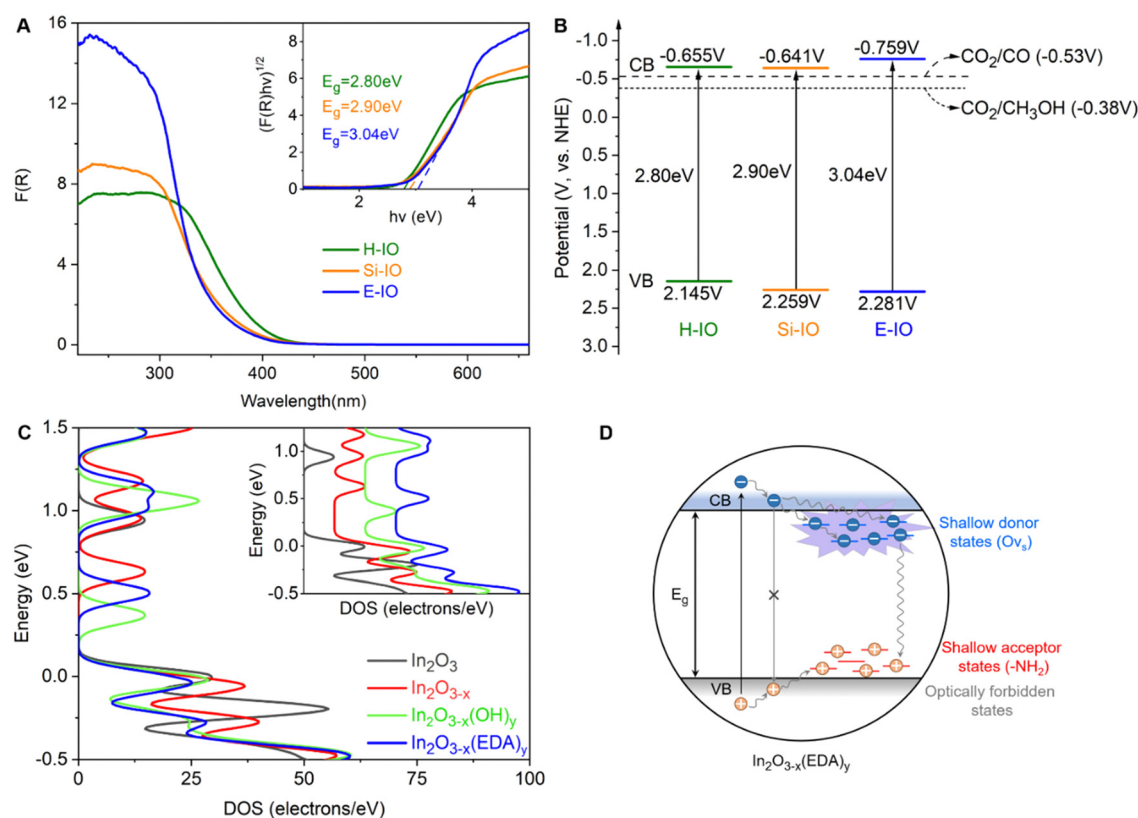 A
16
12
8
4
0
F(R)
300
400
500
600
Wavelength(nm)
8
6
4
2
0
(F(R)hv)1/2
Eg=2.80eV
Eg=2.90eV
Eg=3.04eV
2
4
hv (eV)
H-IO
Si-IO
E-IO
B
-1.0
-0.5
0.0
0.5
1.0
1.5
2.0
2.5
3.0
Potential (V, vs. NHE)
CB
VB
-0.655V
-0.641V
-0.759V
CO2/CO (-0.53V)
CO2/CH3OH (-0.38V)
2.80eV
2.90eV
3.04eV
2.145V
2.259V
2.281V
H-IO
Si-IO
E-IO
C
1.5
1.0
0.5
0.0
-0.5
Energy (eV)
0
25
50
75
100
DOS (electrons/eV)
1.0
0.5
0.0
-0.5
Energy (eV)
DOS (electrons/eV)
In2O3
In2O3-x
In2O3-x(OH)y
In2O3-x(EDA)y
D
CB
Eg
VB
Shallow donor
states (Ovs)
Shallow acceptor
states (-NH2)
Optically forbidden
states
In2O3-x(EDA)y